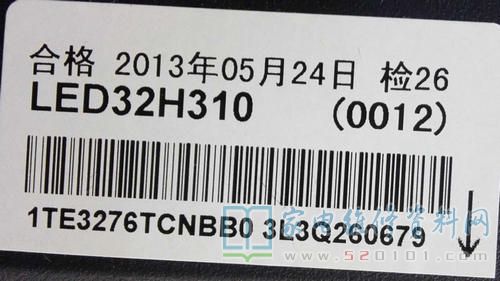 合格 2013年05月24日 检26
LED32H310 (0012)
1TE3276TCNBB0 3L3Q260679
家电维修资料网
www.520101.com